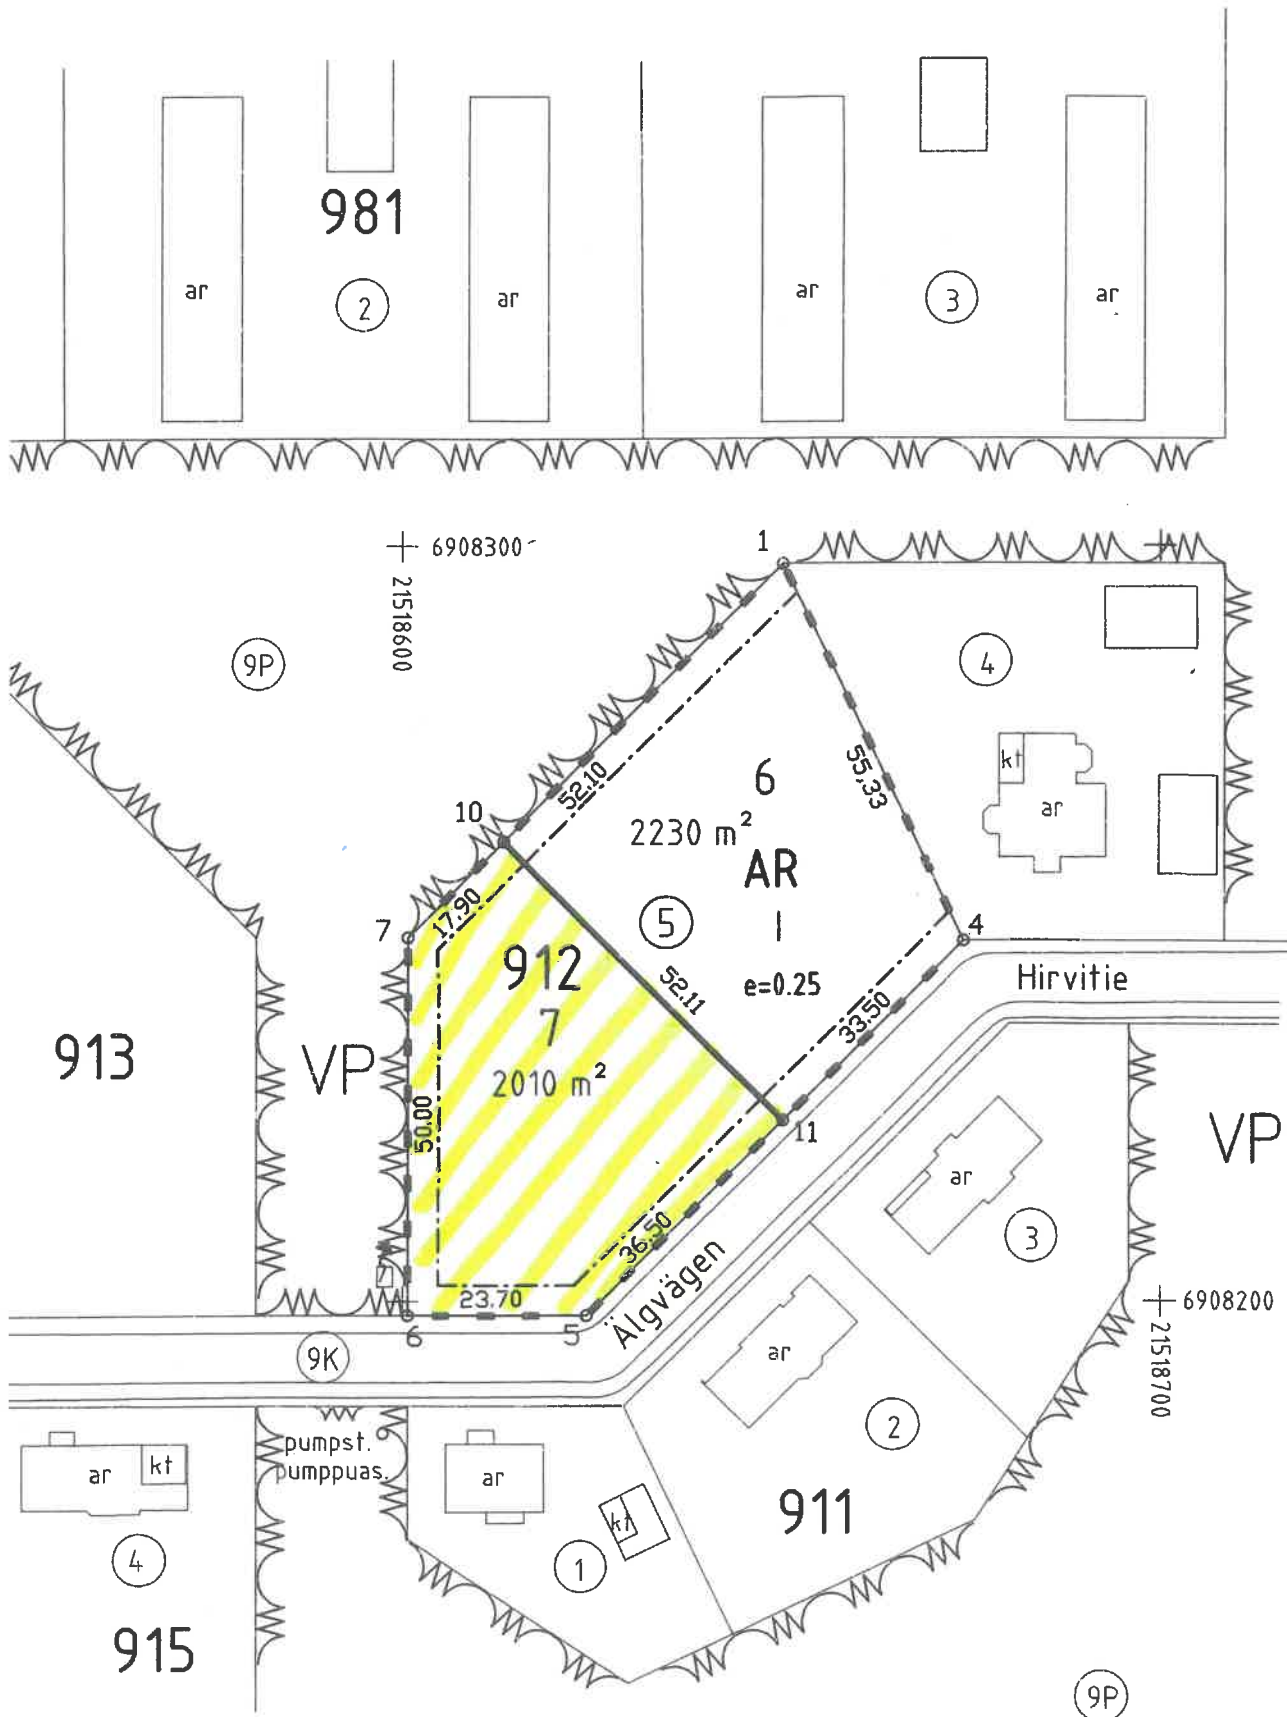 981
ar
2
ar
ar
3
ar
6908300
21518600
1
9P
4
kt
ar
55,33
52,10
6
2230 m²
AR
I
e=0.25
5
10
17,90
7
912
7
2010 m²
52,11
4
Hirvitie
33,50
11
913
VP
50,00
VP
ar
3
36,50
23,70
6
5
Älgvägen
6908200
21518700
9K
ar
2
pumpst.
pumppuas.
ar
kt
ar
kt
4
1
911
915
9P